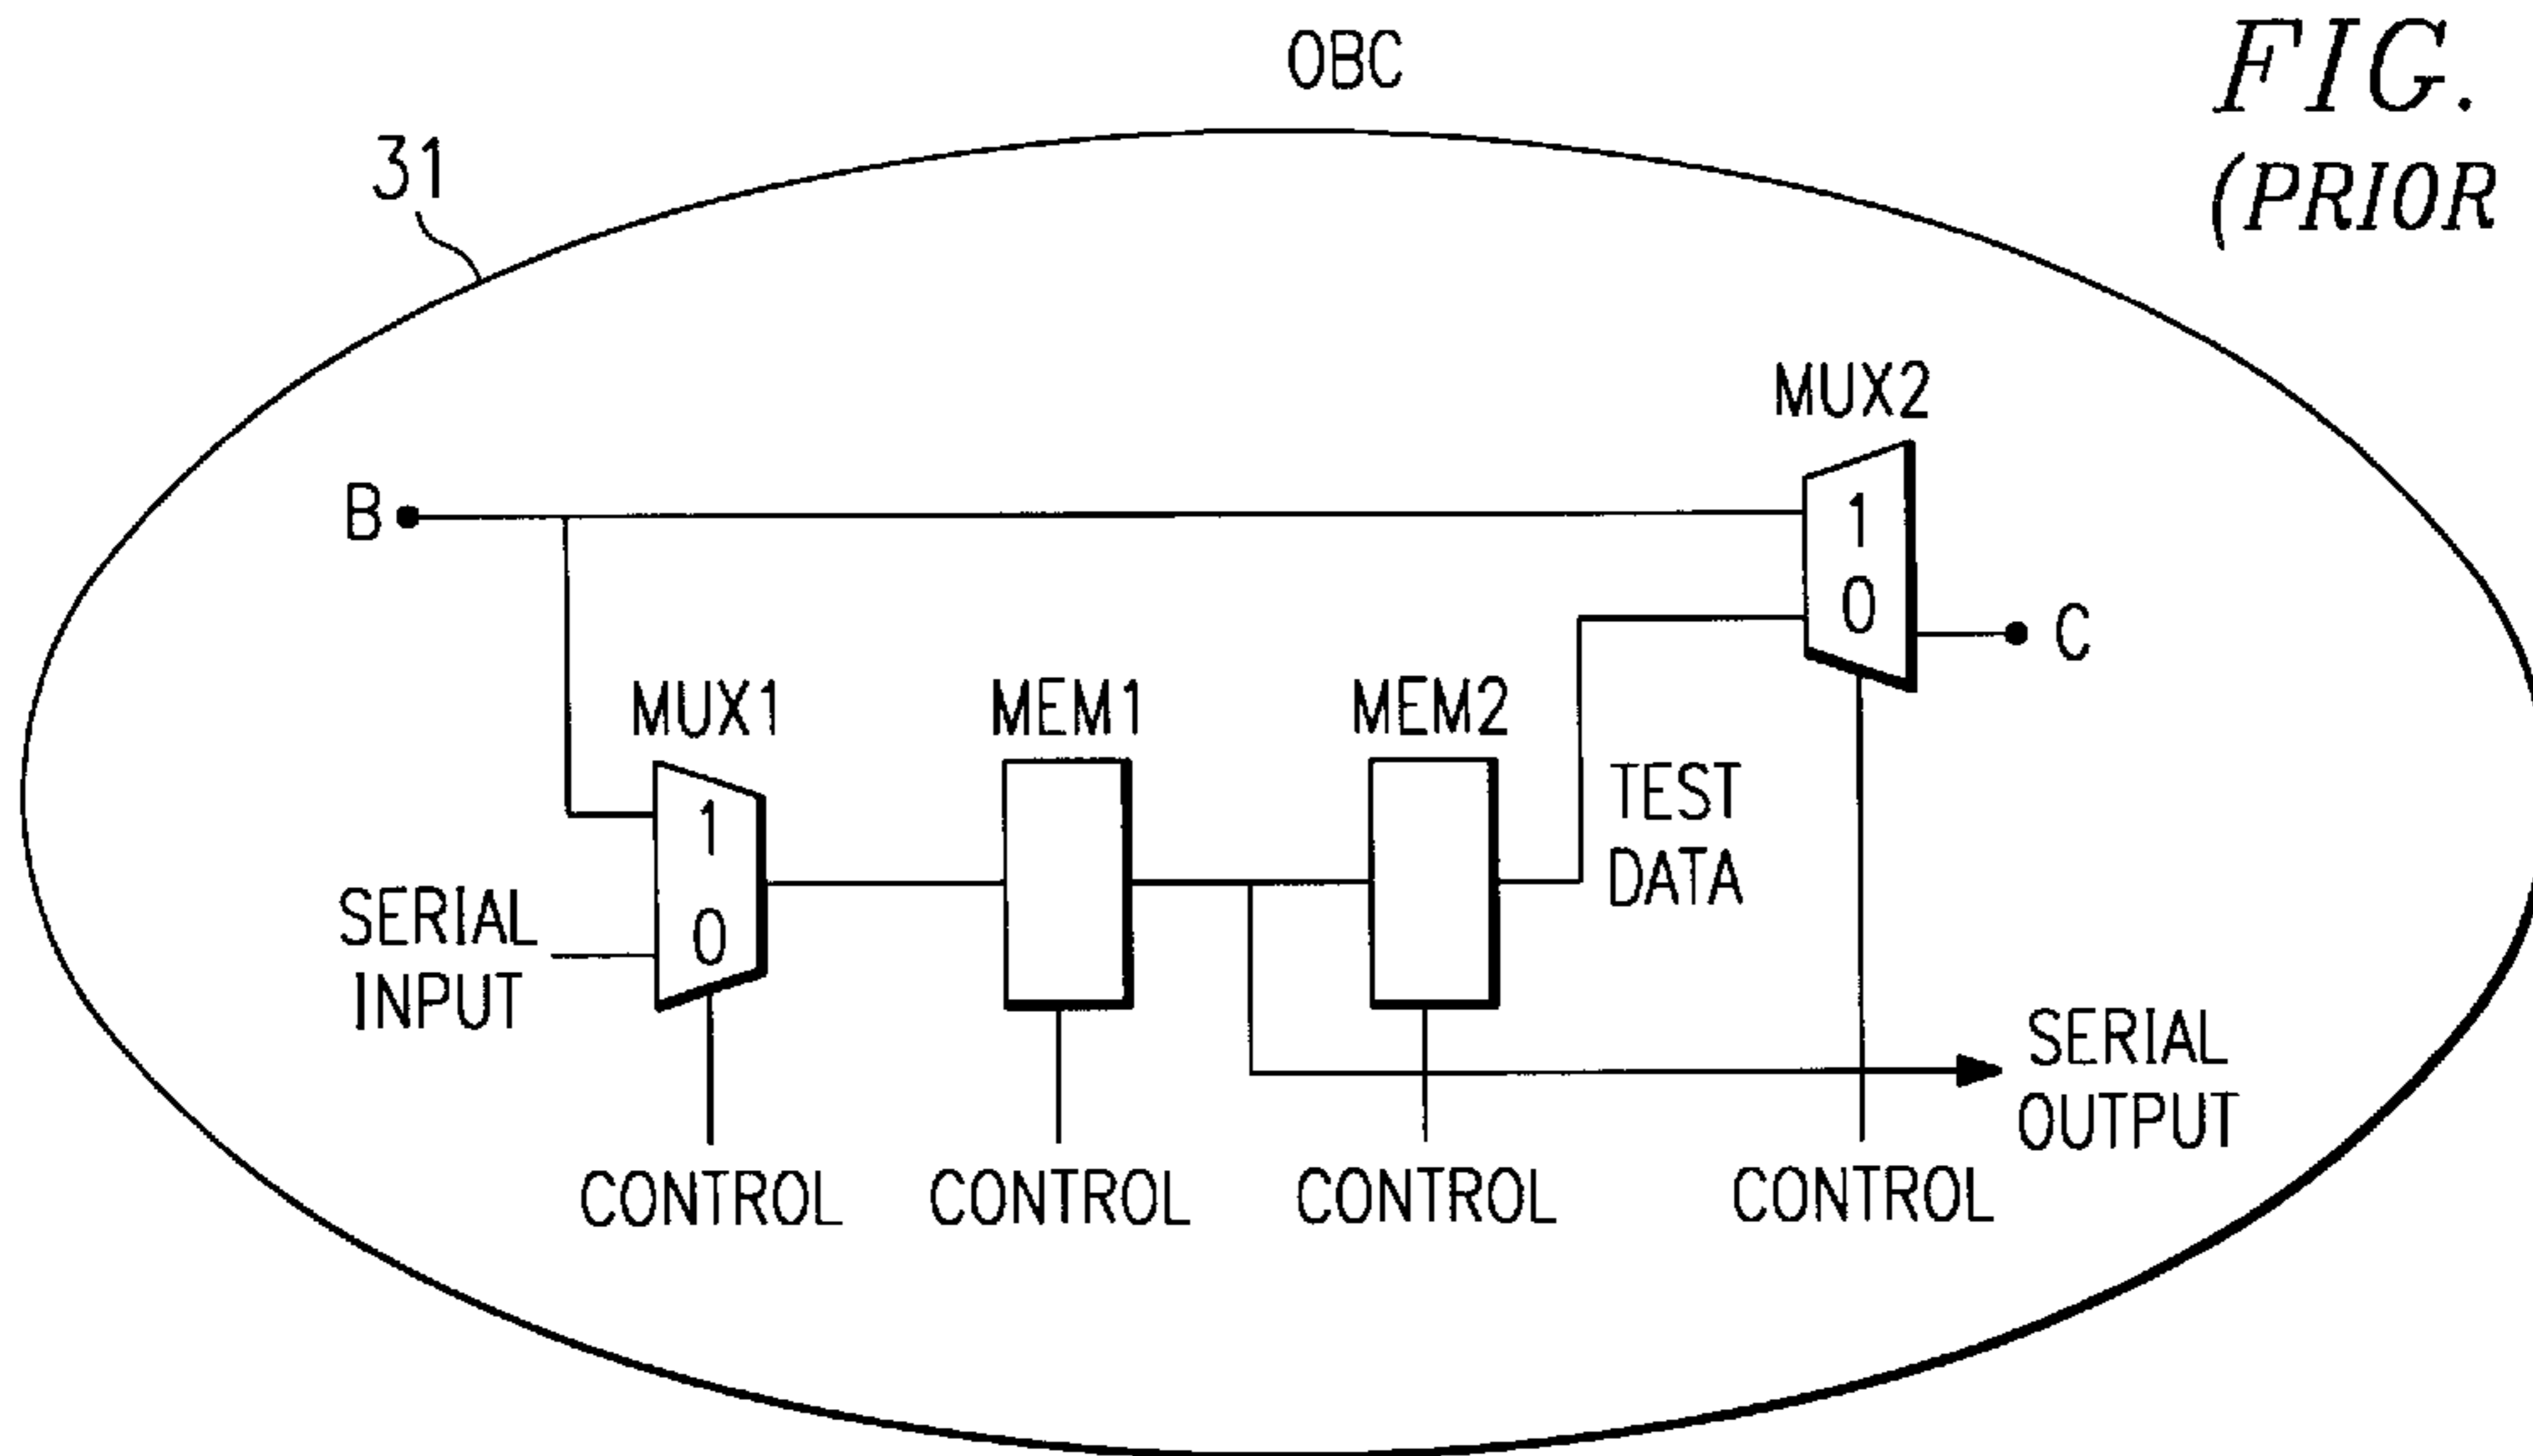 OBC
FIG.
(PRIOR
31
MUX2
B
1
0
C
MUX1
MEM1
MEM2
1
0
TEST
DATA
SERIAL
INPUT
SERIAL
OUTPUT
CONTROL
CONTROL
CONTROL
CONTROL